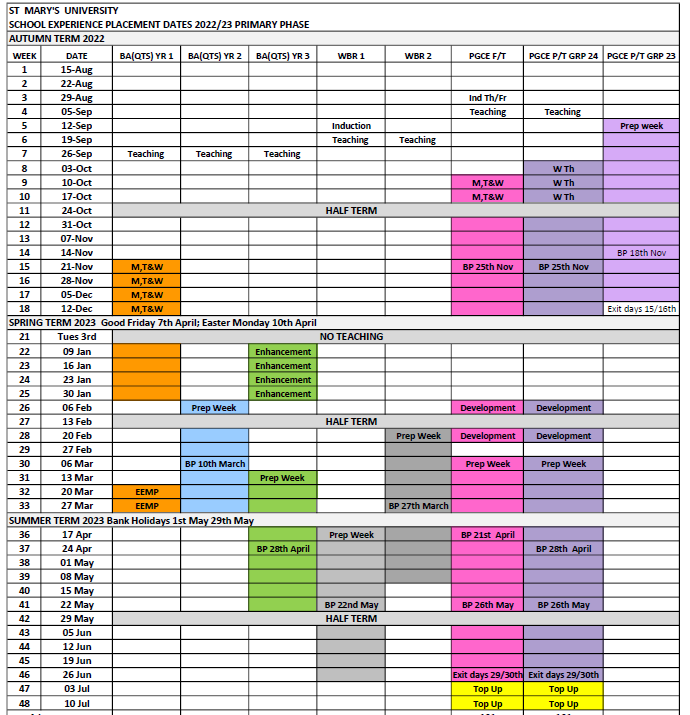 ST MARY'S UNIVERSITY
SCHOOL EXPERIENCE PLACEMENT DATES 2022/23 PRIMARY PHASE
AUTUMN TERM 2022
WEEK DATE BA(QTS) YR 1 BA(QTS) YR 2 BA(QTS) YR 3 WBR 1 WBR 2 PGCE F/T PGCE P/T GRP 24 PGCE P/T GRP 23
1 15-Aug
2 22-Aug
3 29-Aug Ind Th/Fr
4 05-Sep Teaching Teaching
5 12-Sep Induction Prep week
6 19-Sep Teaching Teaching
7 26-Sep Teaching Teaching Teaching
8 03-Oct W Th
9 10-Oct M,T&W W Th
10 17-Oct M,T&W W Th
11 24-Oct HALF TERM
12 31-Oct
13 07-Nov
14 14-Nov BP 18th Nov
15 21-Nov M,T&W BP 25th Nov BP 25th Nov
16 28-Nov M,T&W
17 05-Dec M,T&W
18 12-Dec M,T&W Exit days 15/16th
SPRING TERM 2023 Good Friday 7th April; Easter Monday 10th April
21 Tues 3rd NO TEACHING
22 09 Jan Enhancement
23 16 Jan Enhancement
24 23 Jan Enhancement
25 30 Jan Enhancement
26 06 Feb Prep Week Development Development
27 13 Feb HALF TERM
28 20 Feb Prep Week Development Development
29 27 Feb
30 06 Mar BP 10th March Prep Week Prep Week
31 13 Mar Prep Week
32 20 Mar EEMP
33 27 Mar EEMP BP 27th March
SUMMER TERM 2023 Bank Holidays 1st May 29th May
36 17 Apr Prep Week BP 21st April
37 24 Apr BP 28th April BP 28th April
38 01 May
39 08 May
40 15 May
41 22 May BP 22nd May BP 26th May BP 26th May
42 29 May HALF TERM
43 05 Jun
44 12 Jun
45 19 Jun
46 26 Jun Exit days 29/30th Exit days 29/30th
47 03 Jul Top Up Top Up
48 10 Jul Top Up Top Up